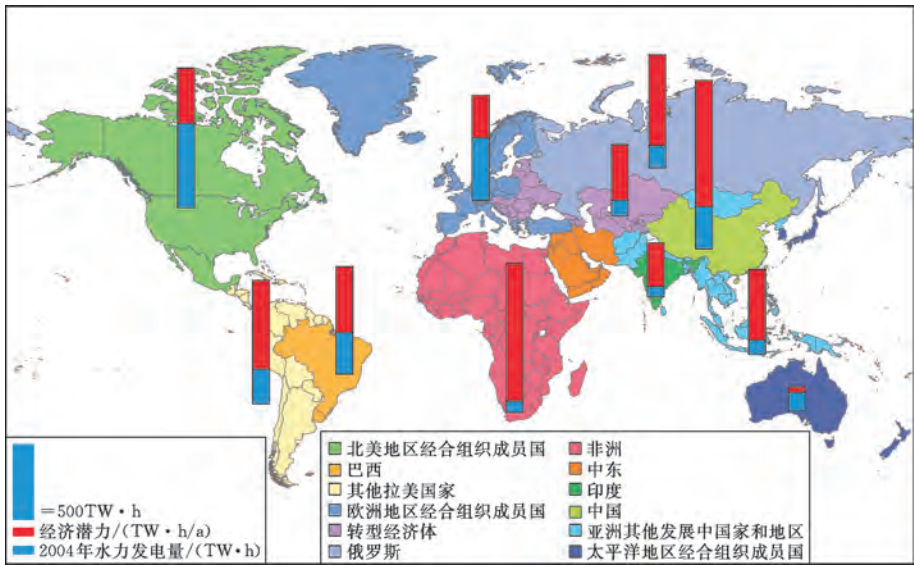 =500TW·h
经济潜力/(TW·h/a)
2004年水力发电量/(TW·h)
北美地区经合组织成员国
巴西
其他拉美国家
欧洲地区经合组织成员国
转型经济体
俄罗斯
非洲
中东
印度
中国
亚洲其他发展中国家和地区
太平洋地区经合组织成员国